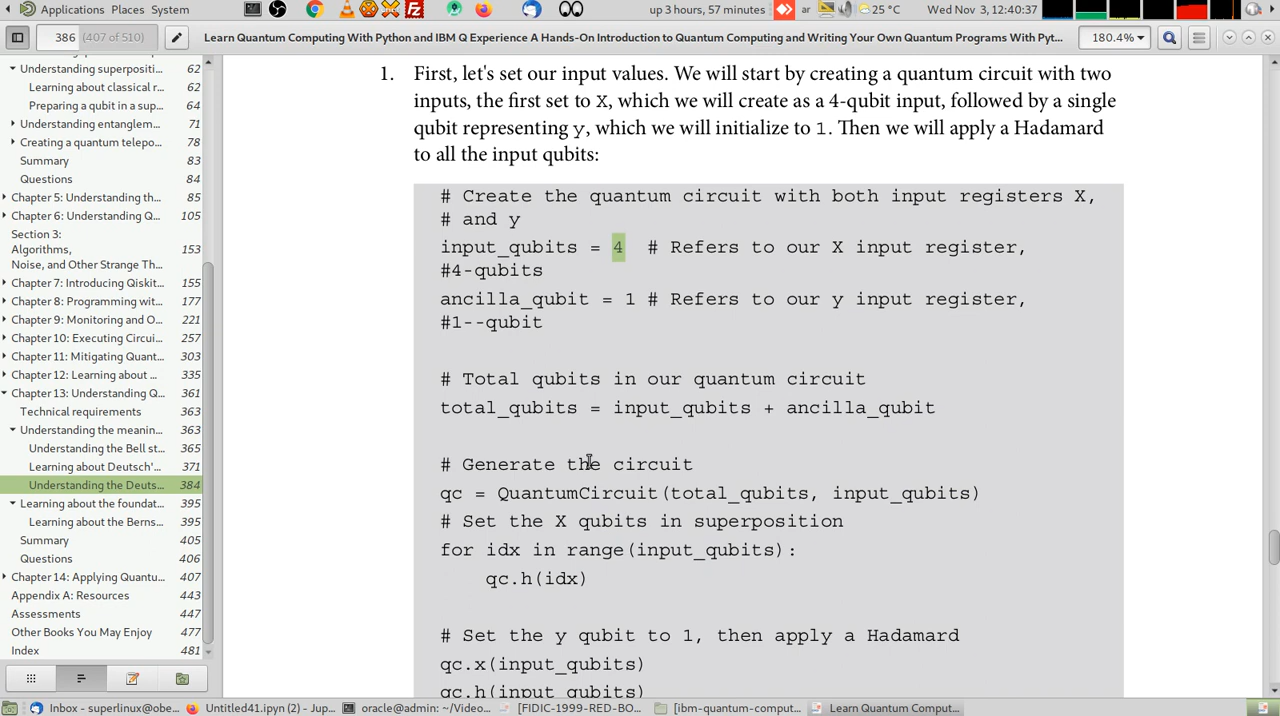 Applications Places System up 3 hours, 57 minutes ar 25 °C Wed Nov 3, 12:40:37
386 (407 of 510) Learn Quantum Computing With Python and IBM Q Experience A Hands-On Introduction to Quantum Computing and Writing Your Own Quantum Programs With Pyt... 180.4%
Understanding superpositi... 62
Learning about classical r... 62
Preparing a qubit in a sup... 64
Understanding entanglem... 71
Creating a quantum telepo... 78
Summary 83
Questions 84
Chapter 5: Understanding th... 85
Chapter 6: Understanding Q... 105
Section 3:
Algorithms, 153
Noise, and Other Strange Th...
Chapter 7: Introducing Qiskit... 155
Chapter 8: Programming wit... 177
Chapter 9: Monitoring and O... 221
Chapter 10: Executing Circui... 257
Chapter 11: Mitigating Quant... 303
Chapter 12: Learning about ... 335
Chapter 13: Understanding Q... 361
Technical requirements 363
Understanding the meanin... 363
Understanding the Bell st... 365
Learning about Deutsch'... 371
Understanding the Deuts... 384
Learning about the foundat... 395
Learning about the Berns... 395
Summary 405
Questions 406
Chapter 14: Applying Quantu... 407
Appendix A: Resources 443
Assessments 447
Other Books You May Enjoy 477
Index 481
1. First, let's set our input values. We will start by creating a quantum circuit with two
inputs, the first set to X, which we will create as a 4-qubit input, followed by a single
qubit representing y, which we will initialize to 1. Then we will apply a Hadamard
to all the input qubits:
# Create the quantum circuit with both input registers X,
# and y
input_qubits = 4 # Refers to our X input register,
#4-qubits
ancilla_qubit = 1 # Refers to our y input register,
#1--qubit
# Total qubits in our quantum circuit
total_qubits = input_qubits + ancilla_qubit
# Generate the circuit
qc = QuantumCircuit(total_qubits, input_qubits)
# Set the X qubits in superposition
for idx in range(input_qubits):
qc.h(idx)
# Set the y qubit to 1, then apply a Hadamard
qc.x(input_qubits)
qc.h(input_qubits)
Inbox - superlinux@obe... Untitled41.ipyn (2) - Jup... oracle@admin: ~/Video... [FIDIC-1999-RED-BO... [ibm-quantum-comput... Learn Quantum Comput...